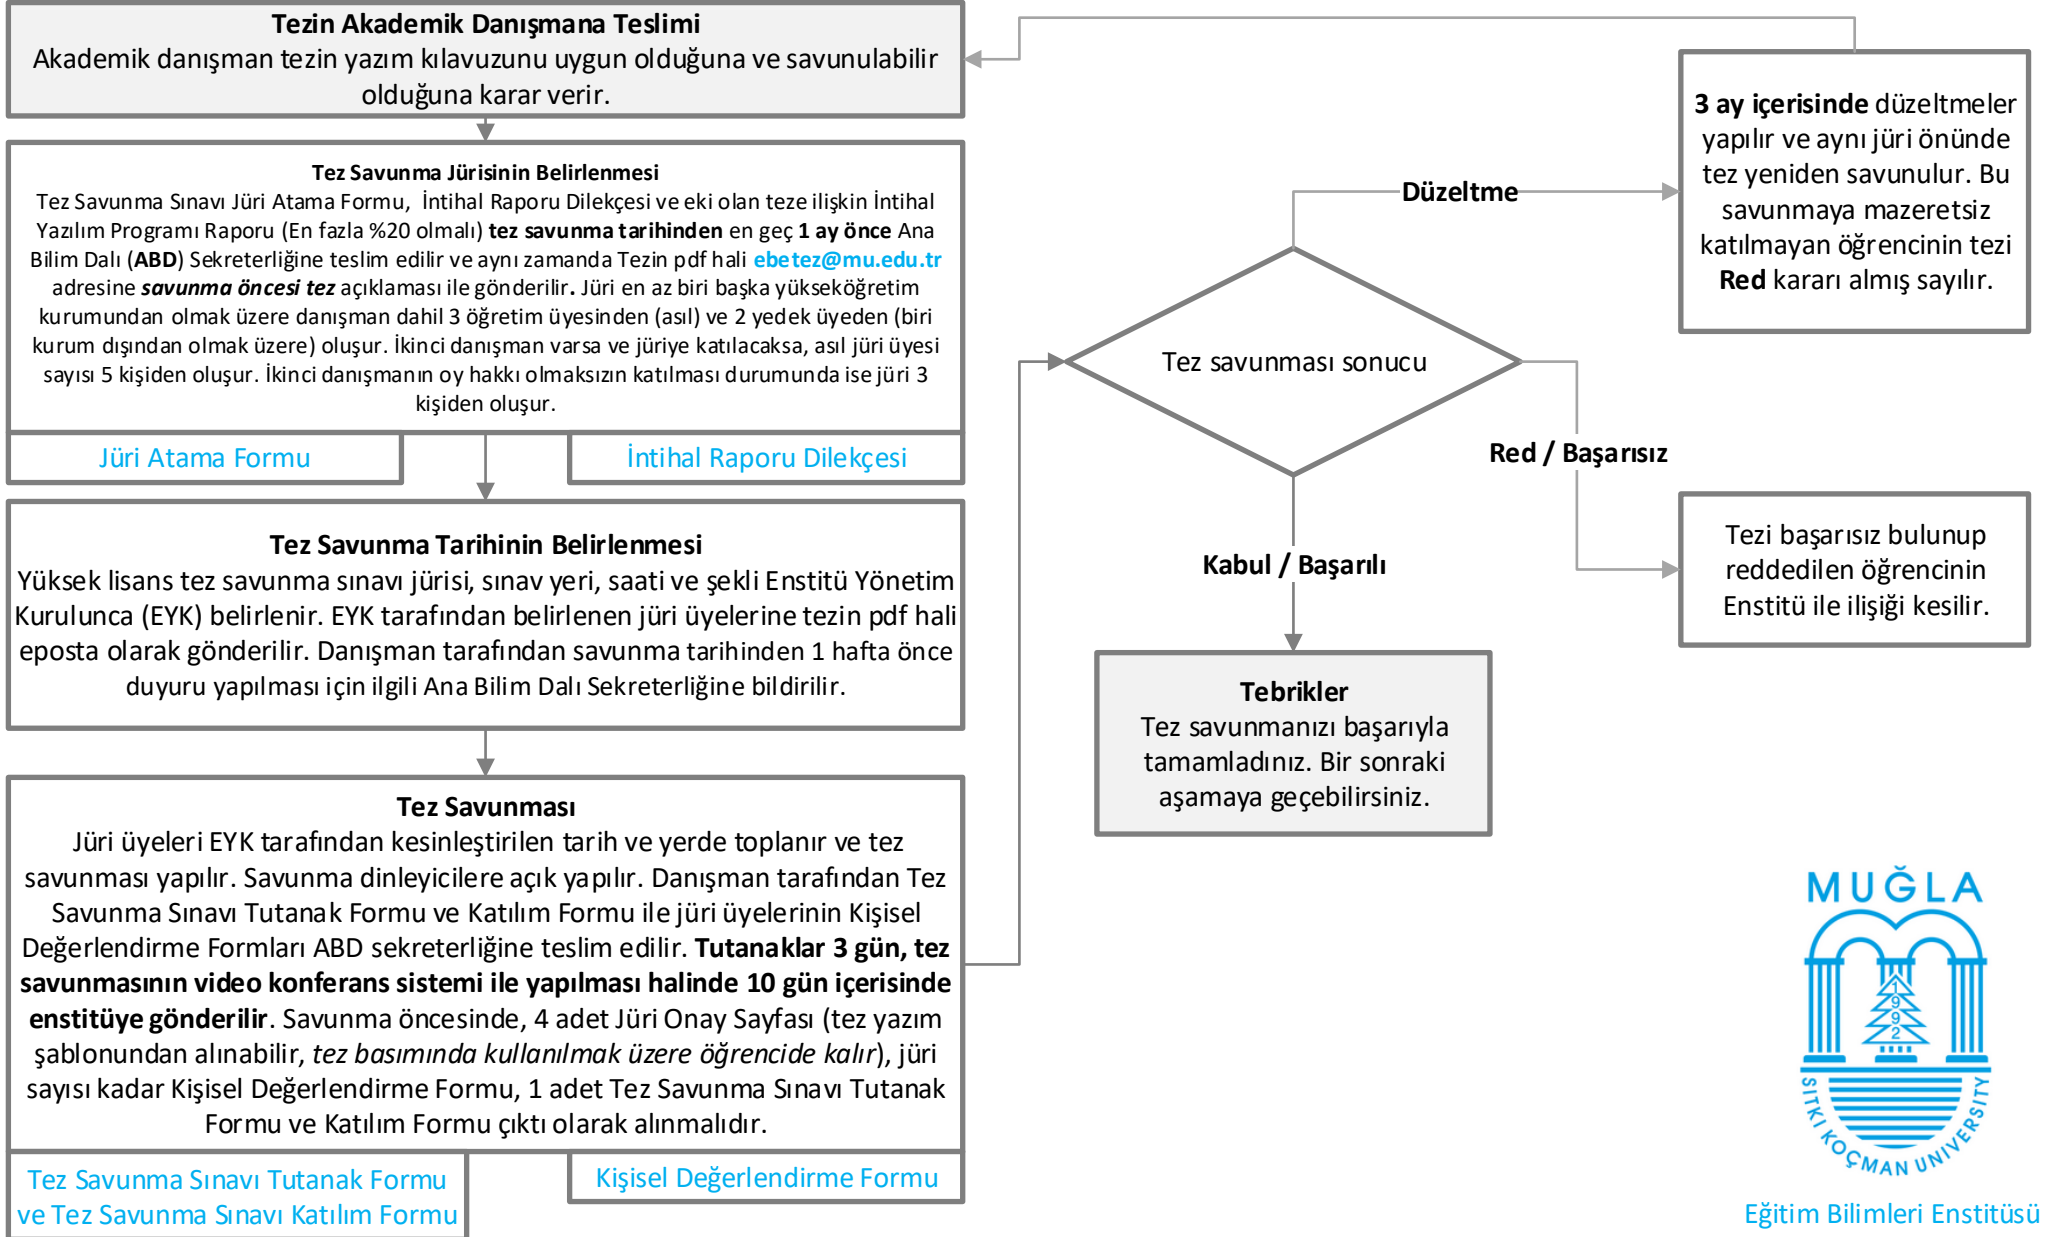 Tezin Akademik Danışmana Teslimi
Akademik danışman tezin yazım kılavuzunu uygun olduğuna ve savunulabilir
olduğuna karar verir.
Tez Savunma Jürisinin Belirlenmesi
Tez Savunma Sınavı Jüri Atama Formu, İntihal Raporu Dilekçesi ve eki olan teze ilişkin İntihal
Yazılım Programı Raporu (En fazla %20 olmalı) tez savunma tarihinden en geç 1 ay önce Ana
Bilim Dalı (ABD) Sekreterliğine teslim edilir ve aynı zamanda Tezin pdf hali ebetez@mu.edu.tr
adresine savunma öncesi tez açıklaması ile gönderilir. Jüri en az biri başka yükseköğretim
kurumundan olmak üzere danışman dahil 3 öğretim üyesinden (asıl) ve 2 yedek üyeden (biri
kurum dışından olmak üzere) oluşur. İkinci danışman varsa ve jüriye katılacaksa, asıl jüri üyesi
sayısı 5 kişiden oluşur. İkinci danışmanın oy hakkı olmaksızın katılması durumunda ise jüri 3
kişiden oluşur.
Jüri Atama Formu
İntihal Raporu Dilekçesi
Tez Savunma Tarihinin Belirlenmesi
Yüksek lisans tez savunma sınavı jürisi, sınav yeri, saati ve şekli Enstitü Yönetim
Kurulunca (EYK) belirlenir. EYK tarafından belirlenen jüri üyelerine tezin pdf hali
eposta olarak gönderilir. Danışman tarafından savunma tarihinden 1 hafta önce
duyuru yapılması için ilgili Ana Bilim Dalı Sekreterliğine bildirilir.
Tez Savunması
Jüri üyeleri EYK tarafından kesinleştirilen tarih ve yerde toplanır ve tez
savunması yapılır. Savunma dinleyicilere açık yapılır. Danışman tarafından Tez
Savunma Sınavı Tutanak Formu ve Katılım Formu ile jüri üyelerinin Kişisel
Değerlendirme Formları ABD sekreterliğine teslim edilir. Tutanaklar 3 gün, tez
savunmasının video konferans sistemi ile yapılması halinde 10 gün içerisinde
enstitüye gönderilir. Savunma öncesinde, 4 adet Jüri Onay Sayfası (tez yazım
şablonundan alınabilir, tez basımında kullanılmak üzere öğrencide kalır), jüri
sayısı kadar Kişisel Değerlendirme Formu, 1 adet Tez Savunma Sınavı Tutanak
Formu ve Katılım Formu çıktı olarak alınmalıdır.
Tez Savunma Sınavı Tutanak Formu
ve Tez Savunma Sınavı Katılım Formu
Kişisel Değerlendirme Formu
Tez savunması sonucu
Düzeltme
3 ay içerisinde düzeltmeler
yapılır ve aynı jüri önünde
tez yeniden savunulur. Bu
savunmaya mazeretsiz
katılmayan öğrencinin tezi
Red kararı almış sayılır.
Red / Başarısız
Tezi başarısız bulunup
reddedilen öğrencinin
Enstitü ile ilişiği kesilir.
Kabul / Başarılı
Tebrikler
Tez savunmanızı başarıyla
tamamladınız. Bir sonraki
aşamaya geçebilirsiniz.
MUĞLA
1992
SITKI KOÇMAN UNIVERSITY
Eğitim Bilimleri Enstitüsü